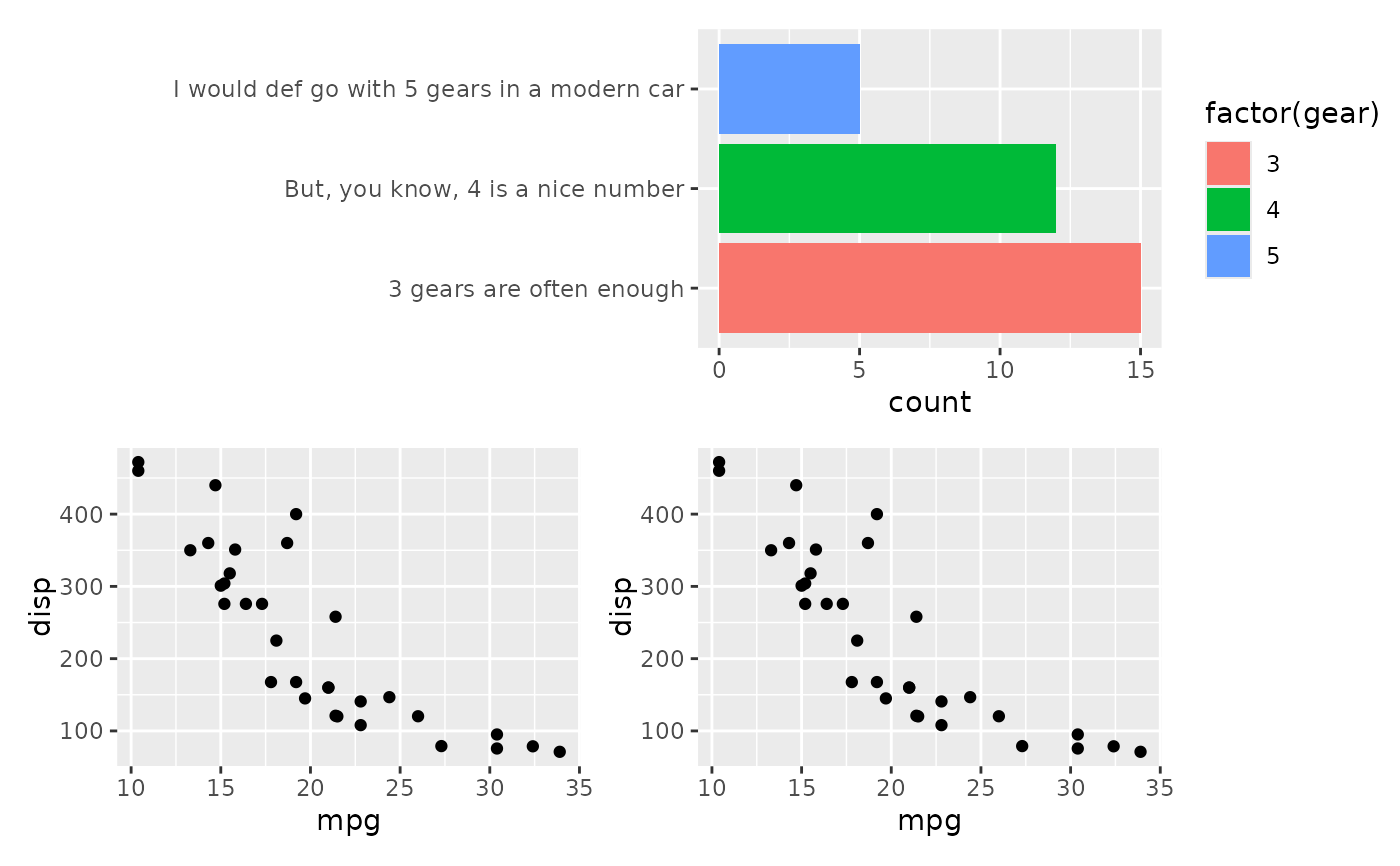 I would def go with 5 gears in a modern car
But, you know, 4 is a nice number
3 gears are often enough
0 5 10 15
count
factor(gear)
3
4
5
400
300
200
100
disp
10 15 20 25 30 35
mpg
400
300
200
100
disp
10 15 20 25 30 35
mpg